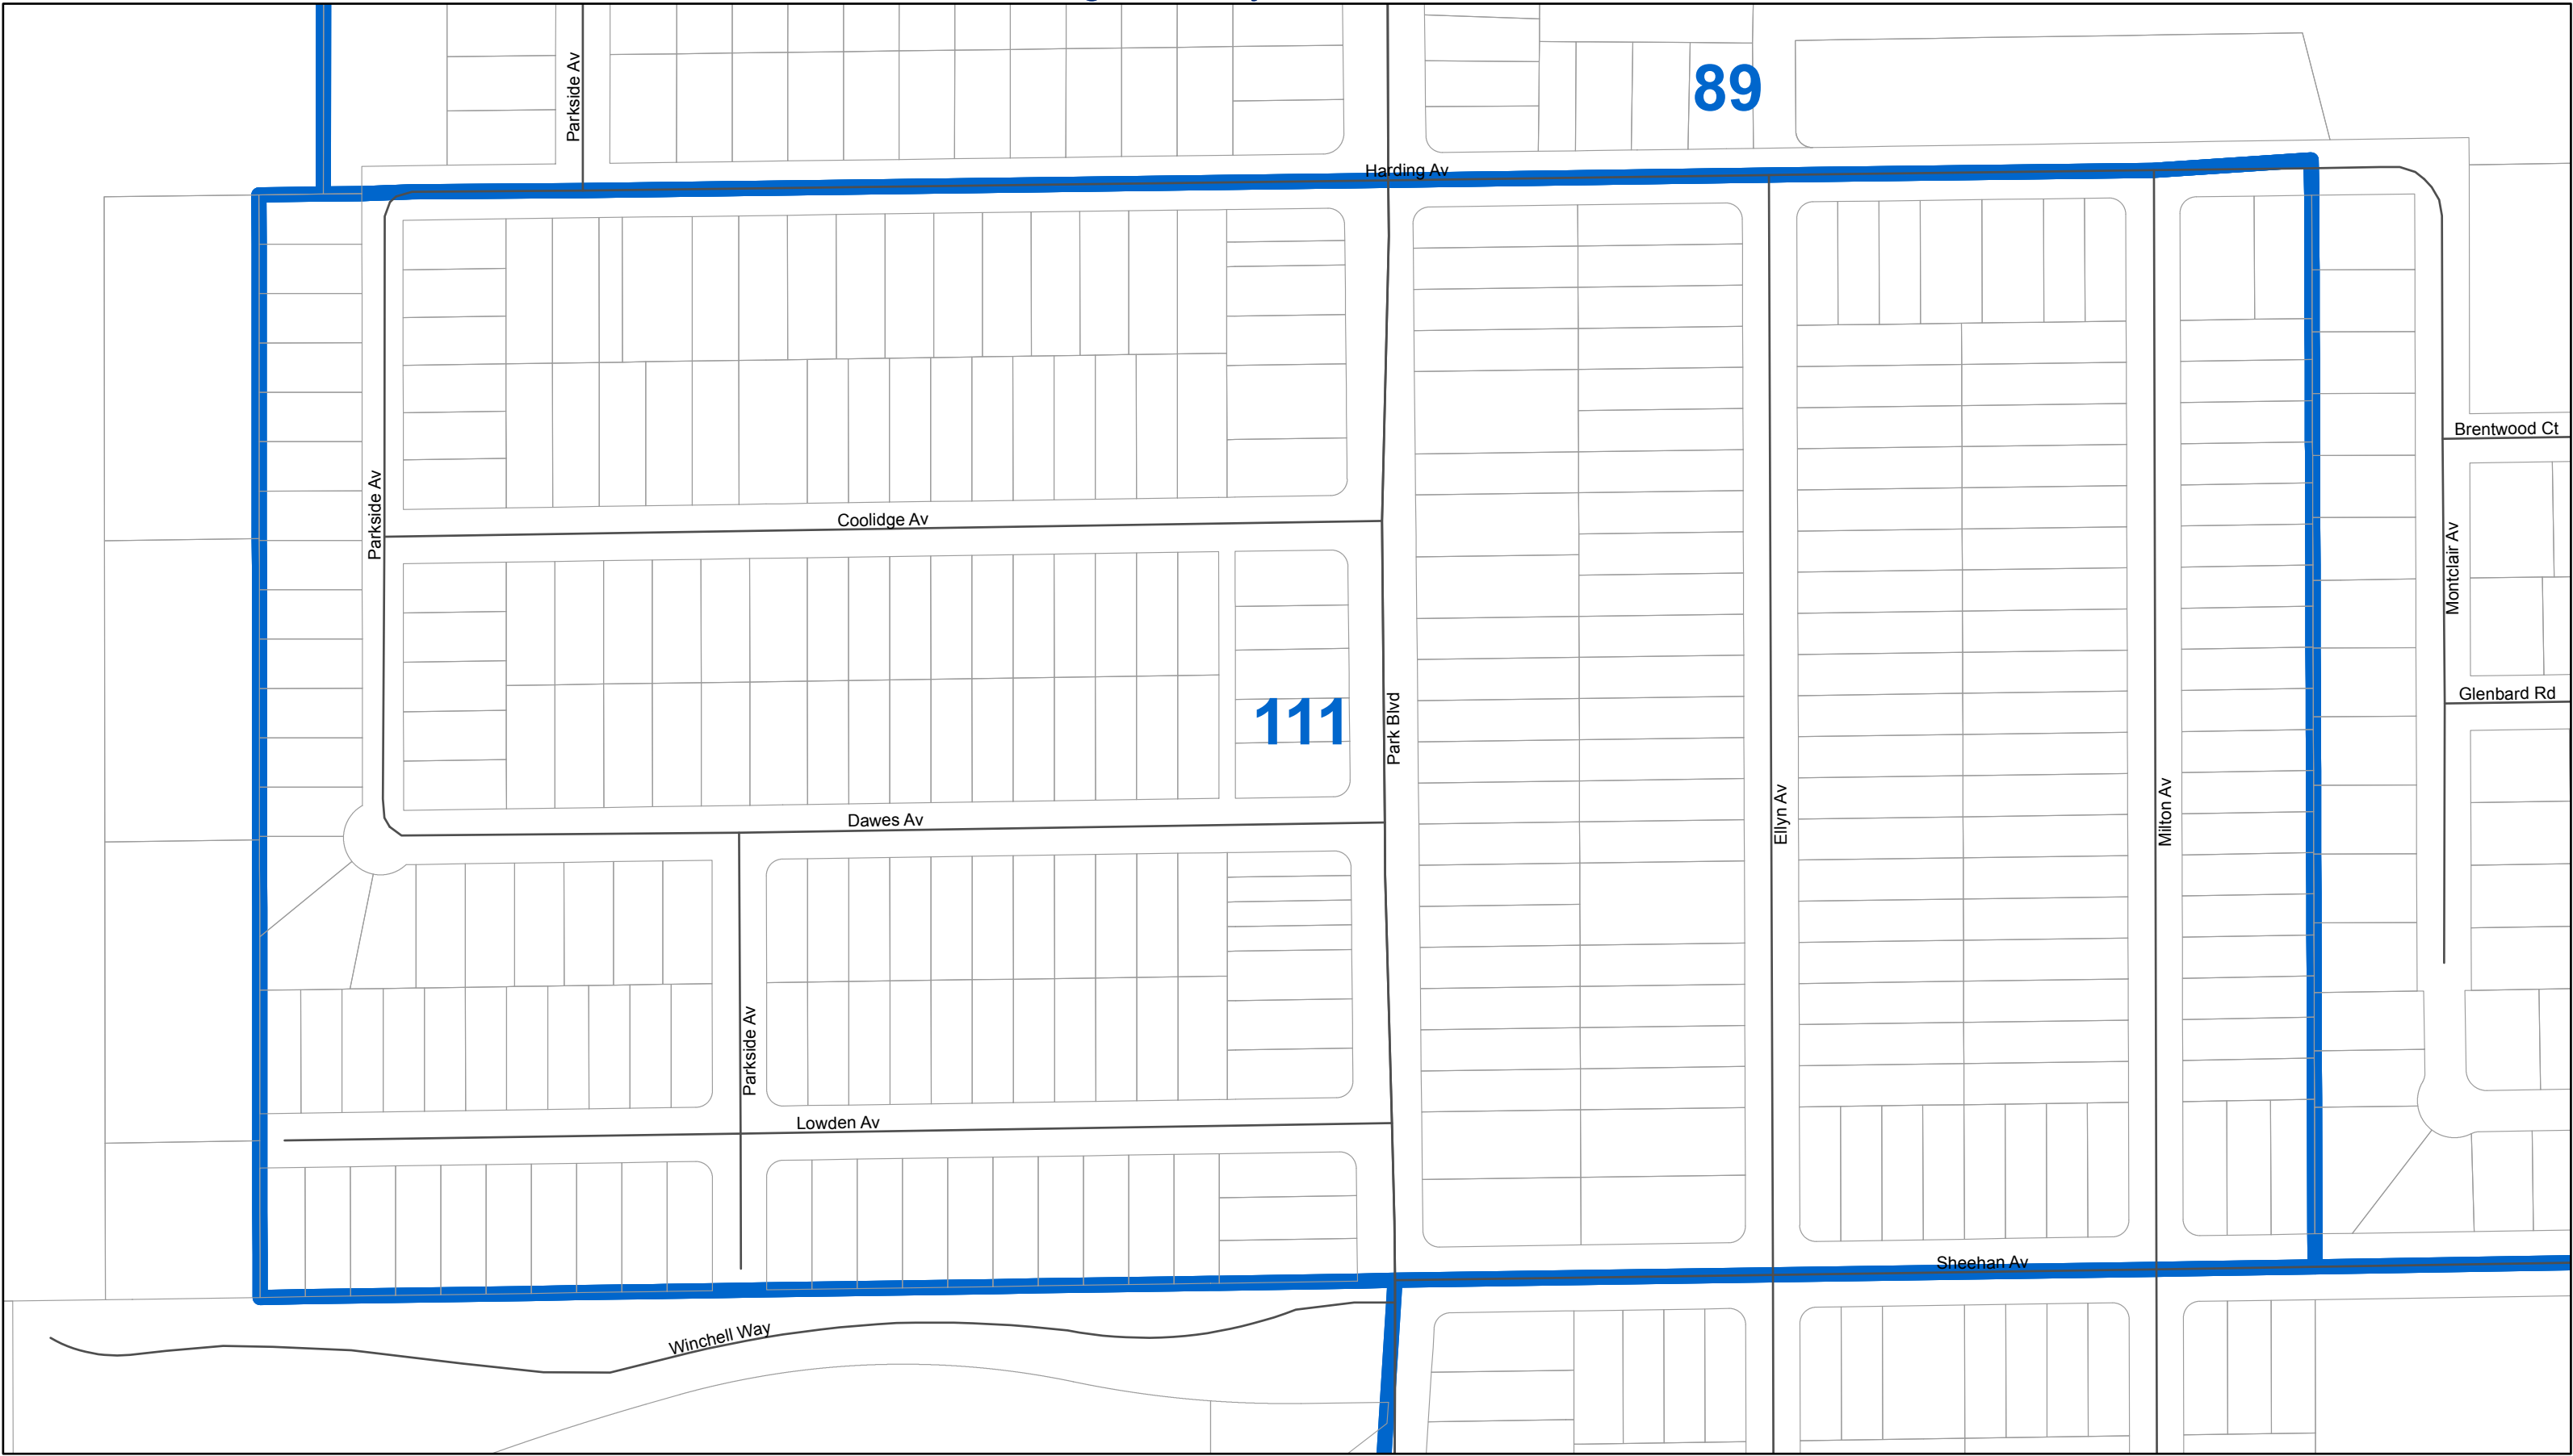 Parkside Av
89
Harding Av
Brentwood Ct
Parkside Av
Coolidge Av
Montclair Av
Glenbard Rd
111
Park Blvd
Ellyn Av
Milton Av
Dawes Av
Parkside Av
Lowden Av
Sheehan Av
Winchell Way